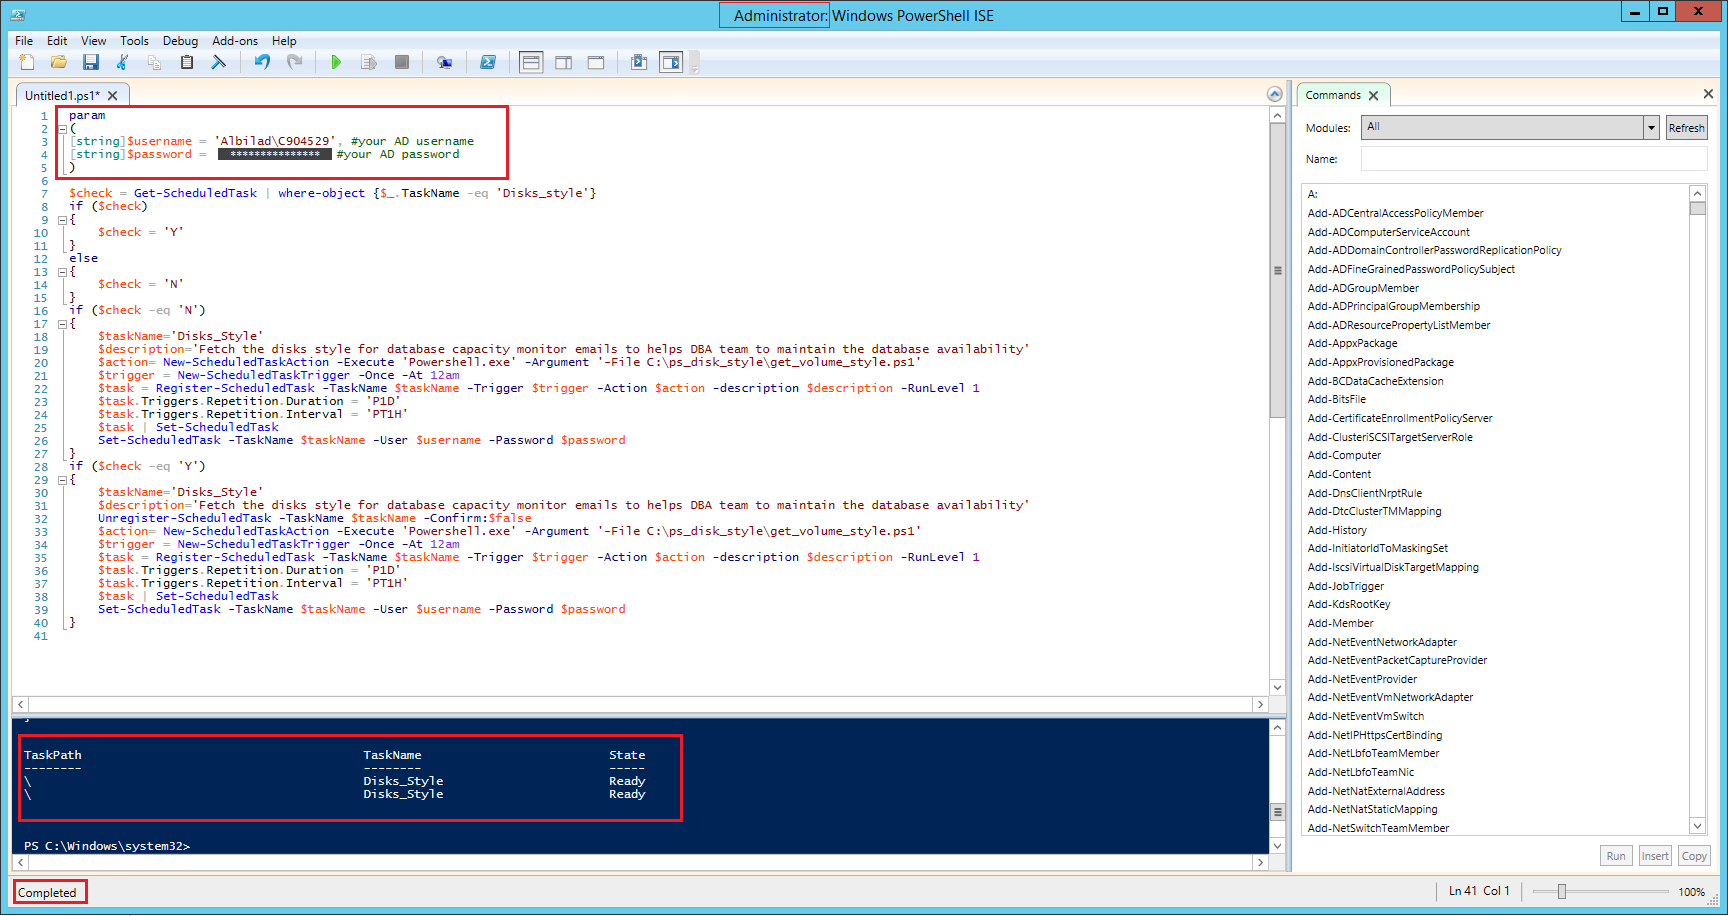 Administrator: Windows PowerShell ISE
File Edit View Tools Debug Add-ons Help
Untitled1.ps1*
1 param
2 (
3 [string]$username = 'Albilad\C904529', #your AD username
4 [string]$password = *************** #your AD password
5 )
6
7 $check = Get-ScheduledTask | where-object {$_.TaskName -eq 'Disks_style'}
8 if ($check)
9 {
10     $check = 'Y'
11 }
12 else
13 {
14     $check = 'N'
15 }
16 if ($check -eq 'N')
17 {
18     $taskName='Disks_Style'
19     $description='Fetch the disks style for database capacity monitor emails to helps DBA team to maintain the database availability'
20     $action= New-ScheduledTaskAction -Execute 'Powershell.exe' -Argument '-File C:\ps_disk_style\get_volume_style.ps1'
21     $trigger = New-ScheduledTaskTrigger -Once -At 12am
22     $task = Register-ScheduledTask -TaskName $taskName -Trigger $trigger -Action $action -description $description -RunLevel 1
23     $task.Triggers.Repetition.Duration = 'P1D'
24     $task.Triggers.Repetition.Interval = 'PT1H'
25     $task | Set-ScheduledTask
26     Set-ScheduledTask -TaskName $taskName -User $username -Password $password
27 }
28 if ($check -eq 'Y')
29 {
30     $taskName='Disks_Style'
31     $description='Fetch the disks style for database capacity monitor emails to helps DBA team to maintain the database availability'
32     Unregister-ScheduledTask -TaskName $taskName -Confirm:$false
33     $action= New-ScheduledTaskAction -Execute 'Powershell.exe' -Argument '-File C:\ps_disk_style\get_volume_style.ps1'
34     $trigger = New-ScheduledTaskTrigger -Once -At 12am
35     $task = Register-ScheduledTask -TaskName $taskName -Trigger $trigger -Action $action -description $description -RunLevel 1
36     $task.Triggers.Repetition.Duration = 'P1D'
37     $task.Triggers.Repetition.Interval = 'PT1H'
38     $task | Set-ScheduledTask
39     Set-ScheduledTask -TaskName $taskName -User $username -Password $password
40 }
41
TaskPath TaskName State
-------- -------- -----
\ Disks_Style Ready
\ Disks_Style Ready
PS C:\Windows\system32>
Commands
Modules: All Refresh
Name:
A:
Add-ADCentralAccessPolicyMember
Add-ADComputerServiceAccount
Add-ADDomainControllerPasswordReplicationPolicy
Add-ADFineGrainedPasswordPolicySubject
Add-ADGroupMember
Add-ADPrincipalGroupMembership
Add-ADResourcePropertyListMember
Add-AppxPackage
Add-AppxProvisionedPackage
Add-BCDataCacheExtension
Add-BitsFile
Add-CertificateEnrollmentPolicyServer
Add-ClusteriSCSITargetServerRole
Add-Computer
Add-Content
Add-DnsClientNrptRule
Add-DtcClusterTMMapping
Add-History
Add-InitiatorIdToMaskingSet
Add-IscsiVirtualDiskTargetMapping
Add-JobTrigger
Add-KdsRootKey
Add-Member
Add-NetEventNetworkAdapter
Add-NetEventPacketCaptureProvider
Add-NetEventProvider
Add-NetEventVmNetworkAdapter
Add-NetEventVmSwitch
Add-NetIPHttpsCertBinding
Add-NetLbfoTeamMember
Add-NetLbfoTeamNic
Add-NetNatExternalAddress
Add-NetNatStaticMapping
Add-NetSwitchTeamMember
Run Insert Copy
Completed
Ln 41 Col 1
100%